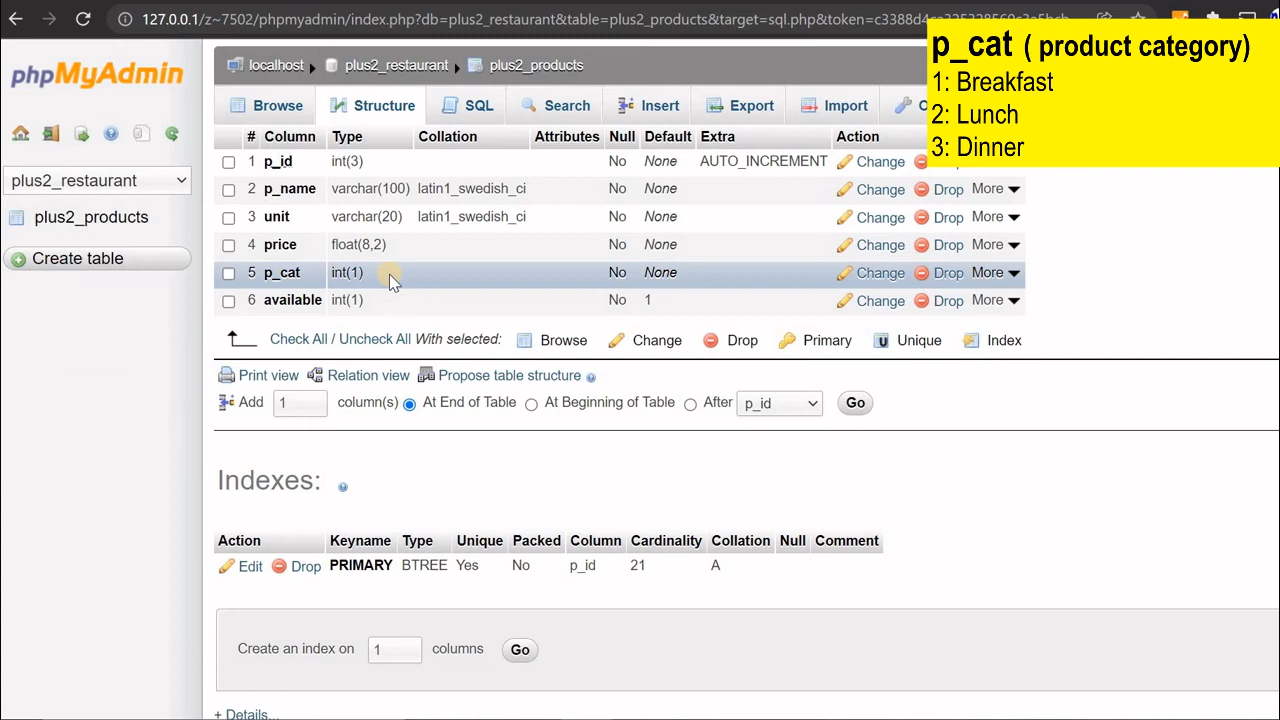 127.0.0.1/z~7502/phpmyadmin/index.php?db=plus2_restaurant&table=plus2_products&target=sql.php&token=
p_cat ( product category)
1: Breakfast
2: Lunch
3: Dinner
phpMyAdmin
localhost ▸ plus2_restaurant ▸ plus2_products
Browse Structure SQL Search Insert Export Import
# Column Type Collation Attributes Null Default Extra Action
1 p_id int(3) No None AUTO_INCREMENT Change
plus2_restaurant
2 p_name varchar(100) latin1_swedish_ci No None Change Drop More
plus2_products
3 unit varchar(20) latin1_swedish_ci No None Change Drop More
4 price float(8,2) No None Change Drop More
Create table
5 p_cat int(1) No None Change Drop More
6 available int(1) No 1 Change Drop More
Check All / Uncheck All With selected: Browse Change Drop Primary Unique Index
Print view Relation view Propose table structure
Add 1 column(s) At End of Table At Beginning of Table After p_id Go
Indexes:
Action Keyname Type Unique Packed Column Cardinality Collation Null Comment
Edit Drop PRIMARY BTREE Yes No p_id 21 A
Create an index on 1 columns Go
+ Details...